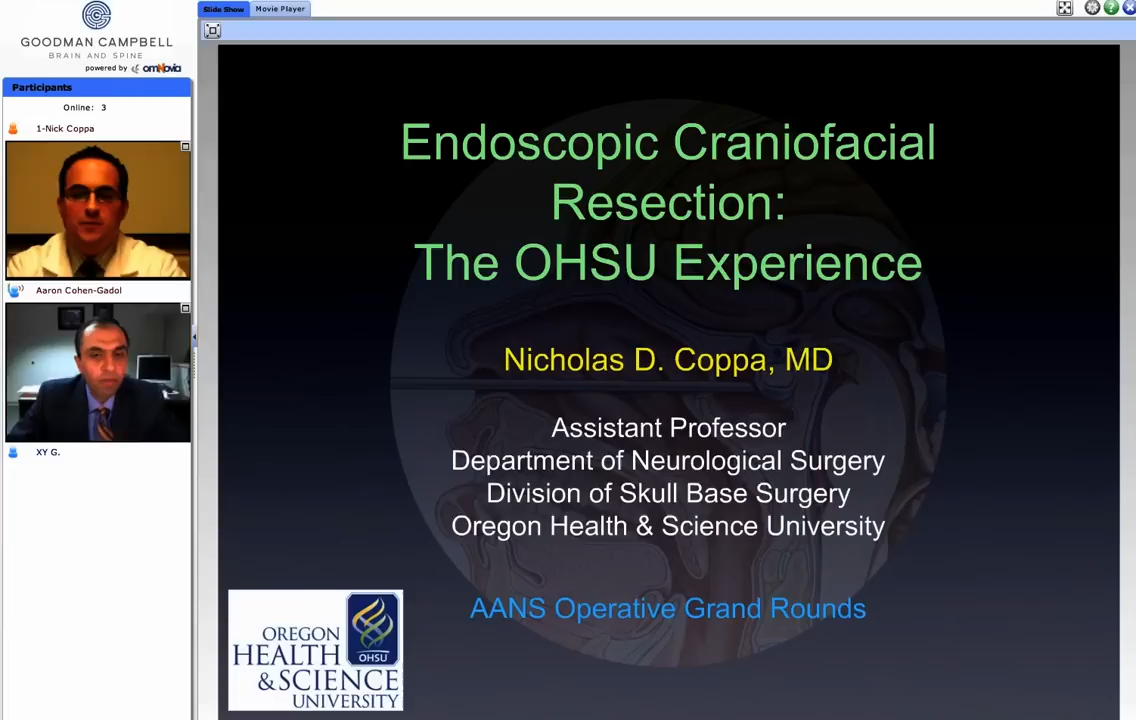 GOODMAN CAMPBELL
BRAIN AND SPINE
powered by omNovia
Participants
Online: 3
1-Nick Coppa
Aaron Cohen-Gadol
XY G.
Slide Show
Movie Player
Endoscopic Craniofacial
Resection:
The OHSU Experience
Nicholas D. Coppa, MD
Assistant Professor
Department of Neurological Surgery
Division of Skull Base Surgery
Oregon Health & Science University
AANS Operative Grand Rounds
OREGON
HEALTH
OHSU
&SCIENCE
UNIVERSITY